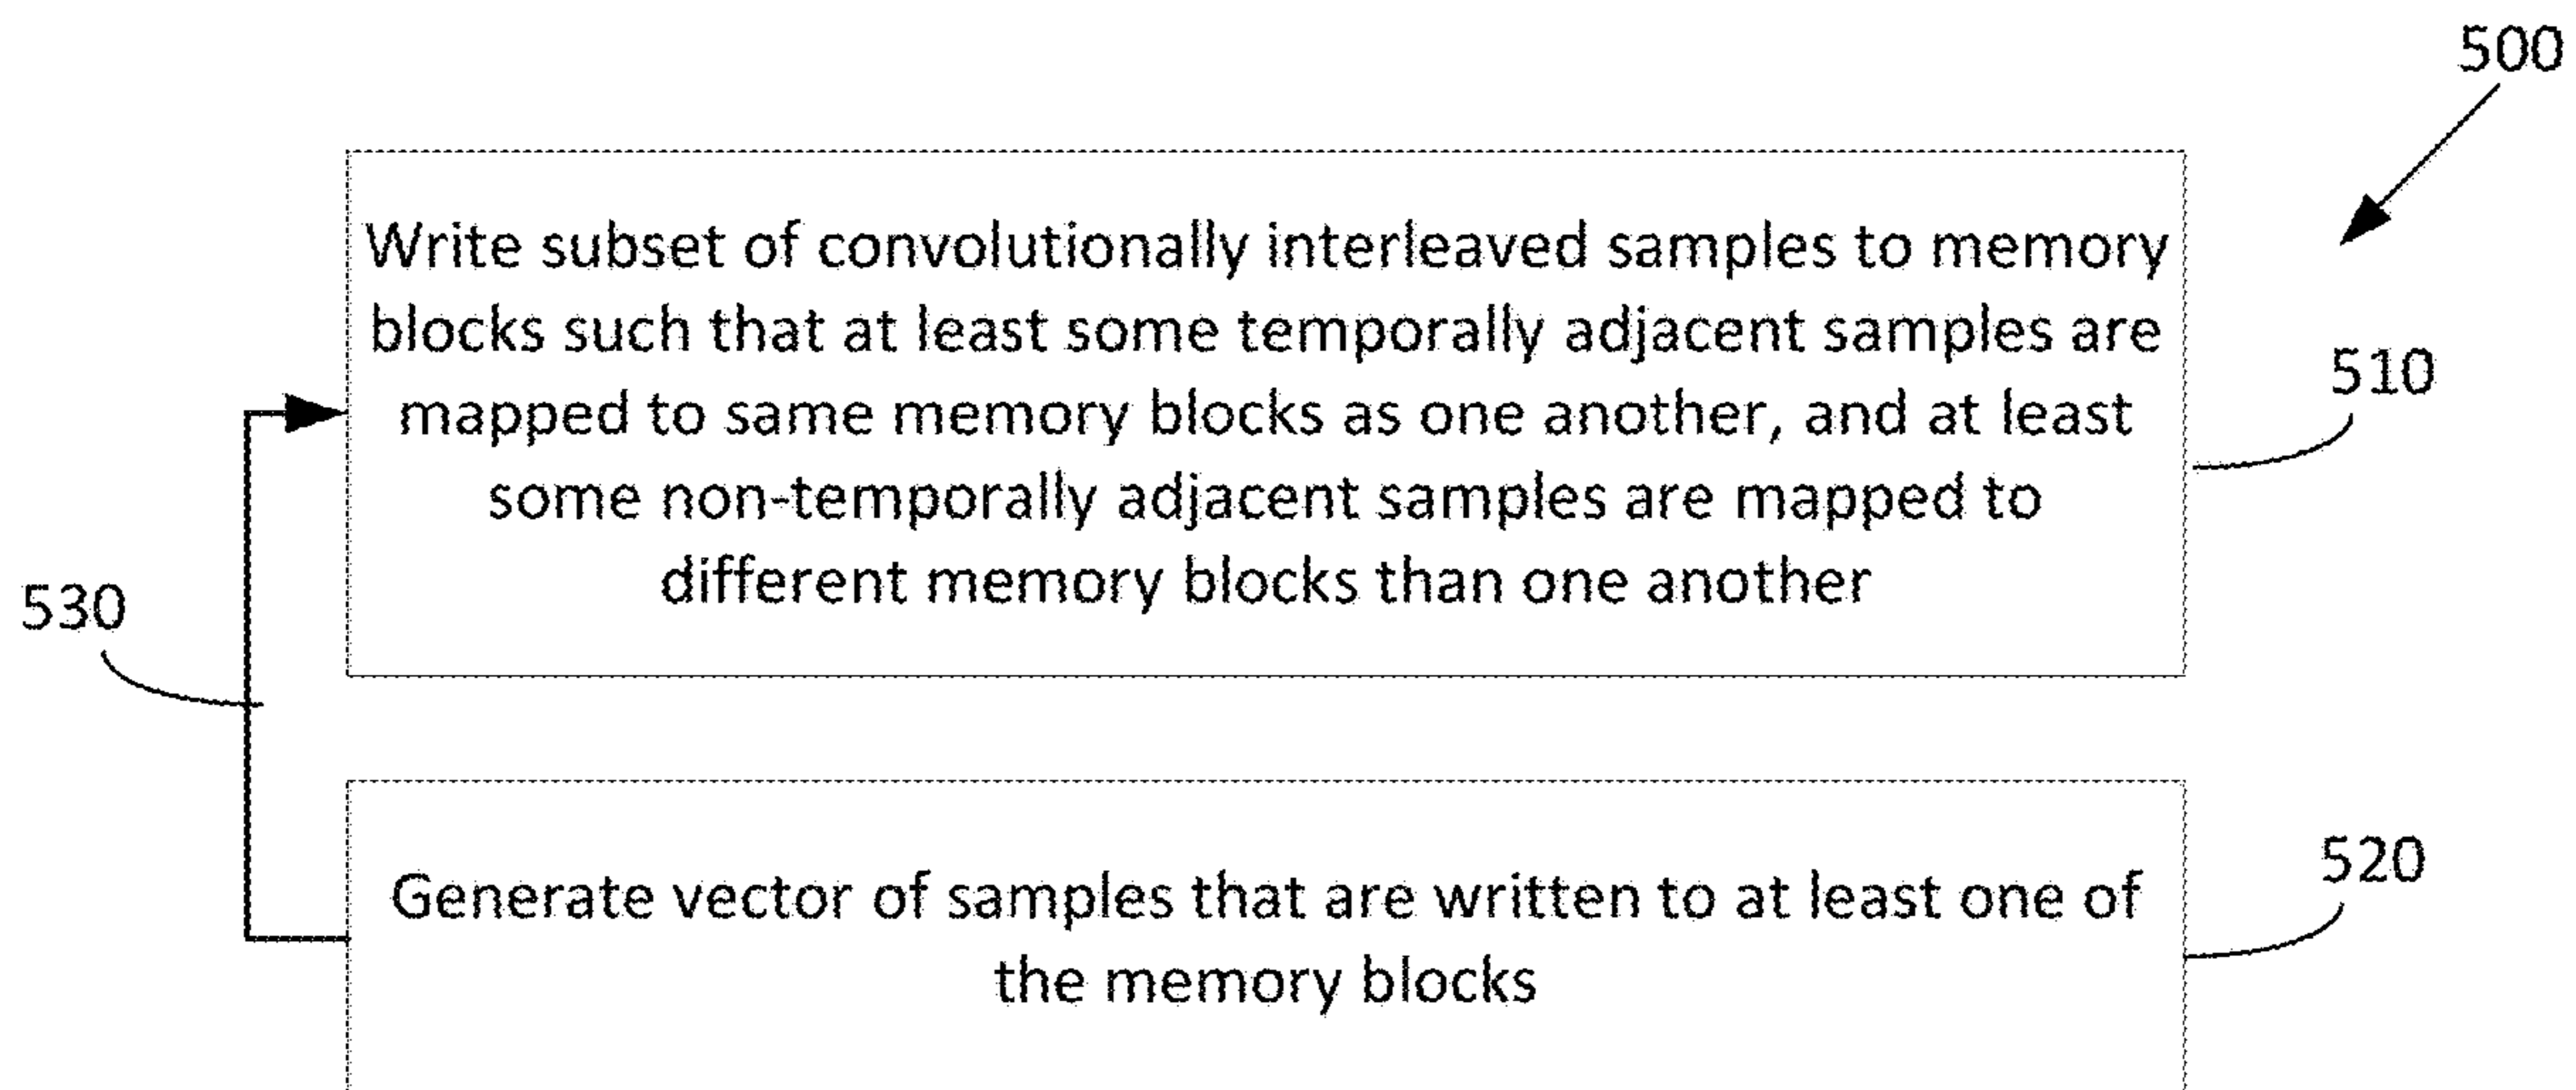 500
Write subset of convolutionally interleaved samples to memory
blocks such that at least some temporally adjacent samples are
mapped to same memory blocks as one another, and at least
some non-temporally adjacent samples are mapped to
different memory blocks than one another
510
530
Generate vector of samples that are written to at least one of
the memory blocks
520